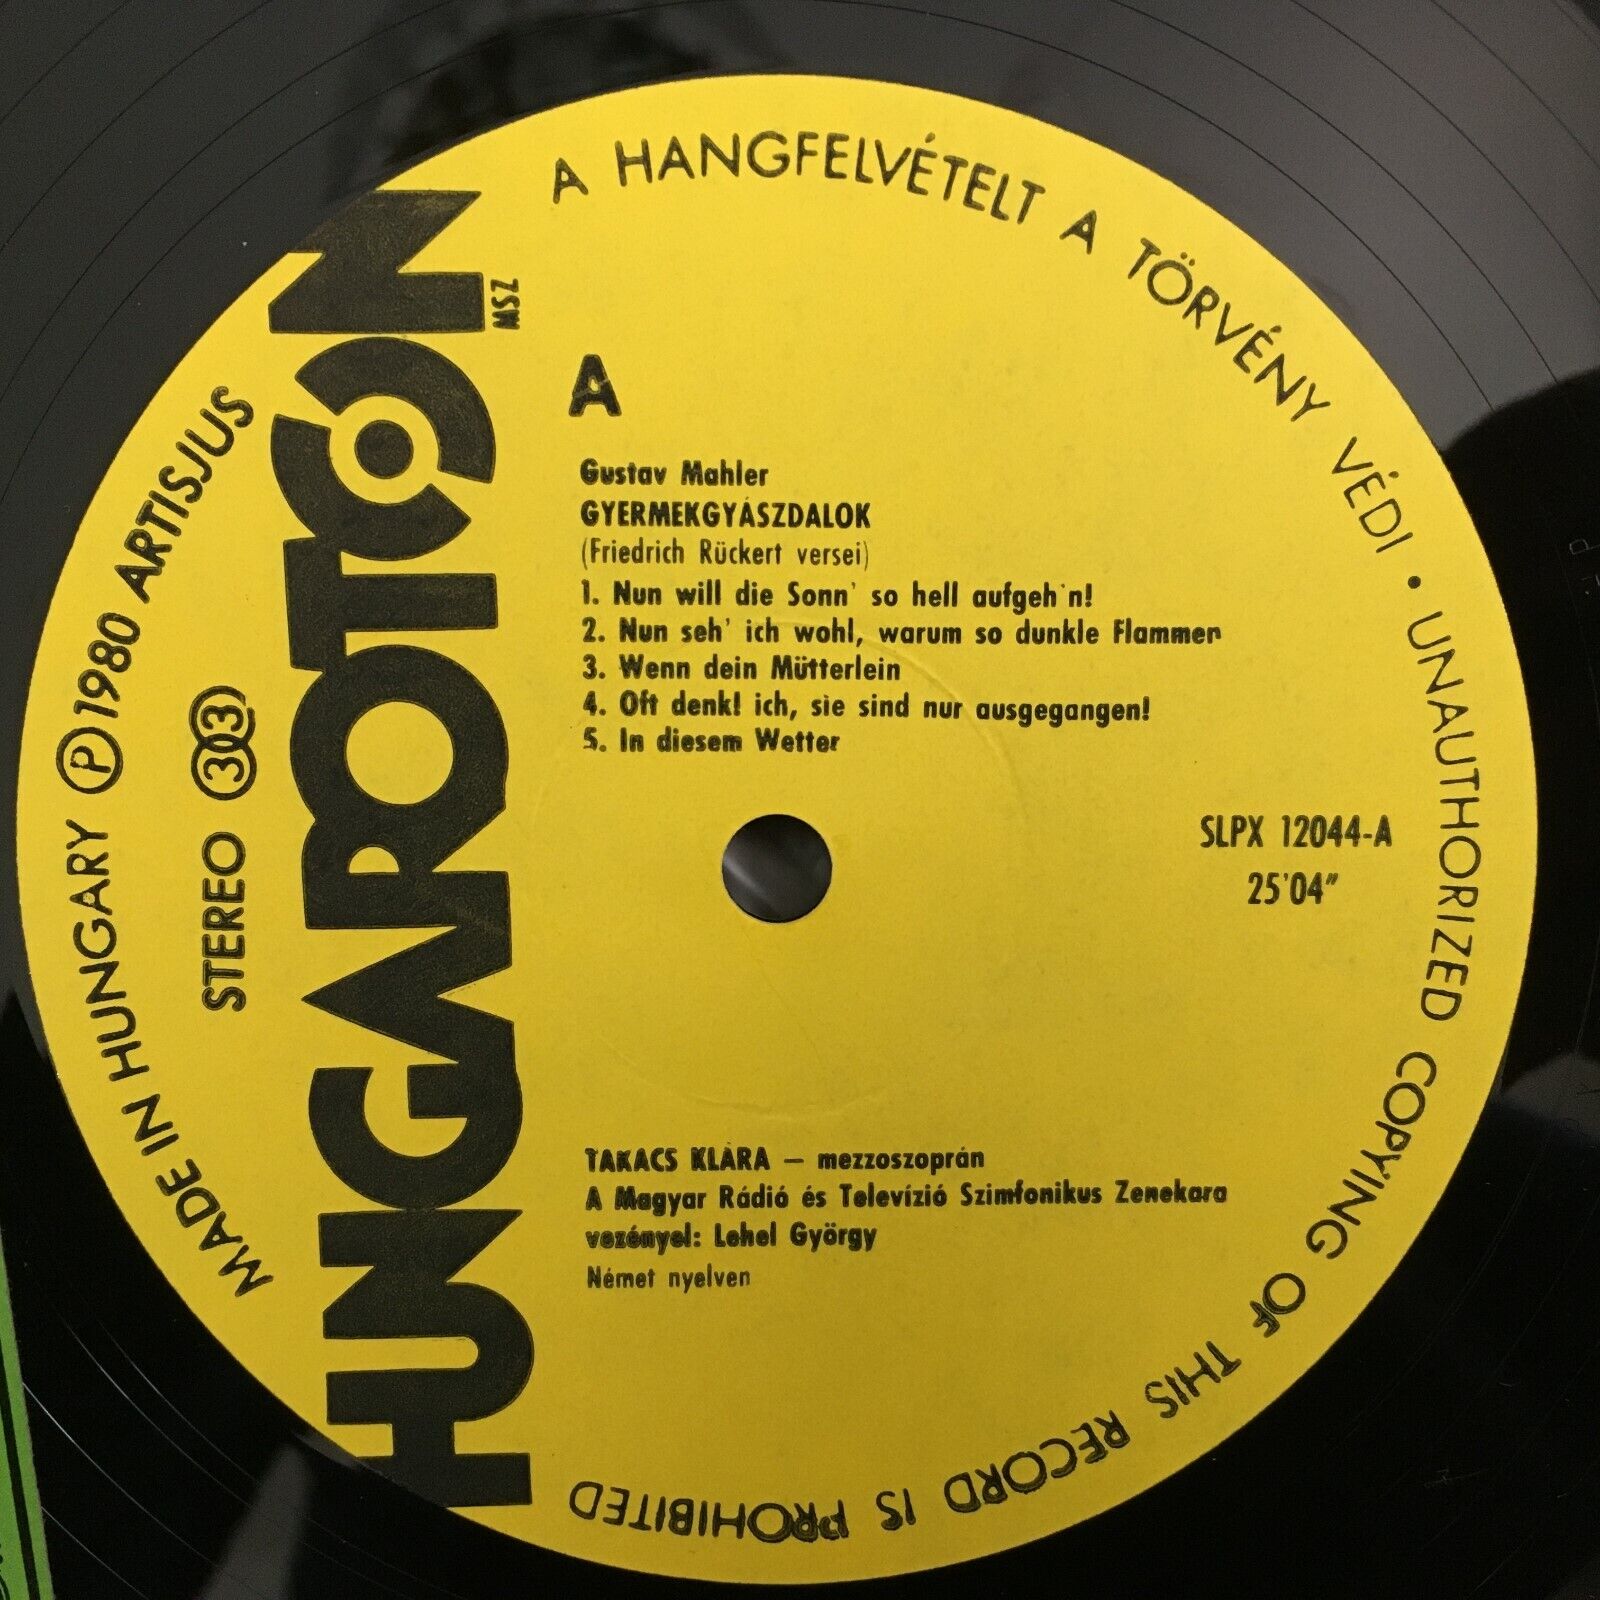 A HANGFELVÉTELT A TÖRVÉNY VÉDI • UNAUTHORIZED COPYING OF THIS RECORD IS PROHIBITED
MADE IN HUNGARY Ⓟ 1980 ARTISJUS
STEREO 303
HUNGAROTON
MSZ
A
Gustav Mahler
GYERMEKGYÁSZDALOK
(Friedrich Rückert versei)
1. Nun will die Sonn' so hell aufgeh'n!
2. Nun seh' ich wohl, warum so dunkle Flammen
3. Wenn dein Mütterlein
4. Oft denk! ich, sie sind nur ausgegangen!
5. In diesem Wetter
SLPX 12044-A
25'04"
TAKÁCS KLÁRA – mezzoszoprán
A Magyar Rádió és Televízió Szimfonikus Zenekara
vezényel: Lehel György
Német nyelven